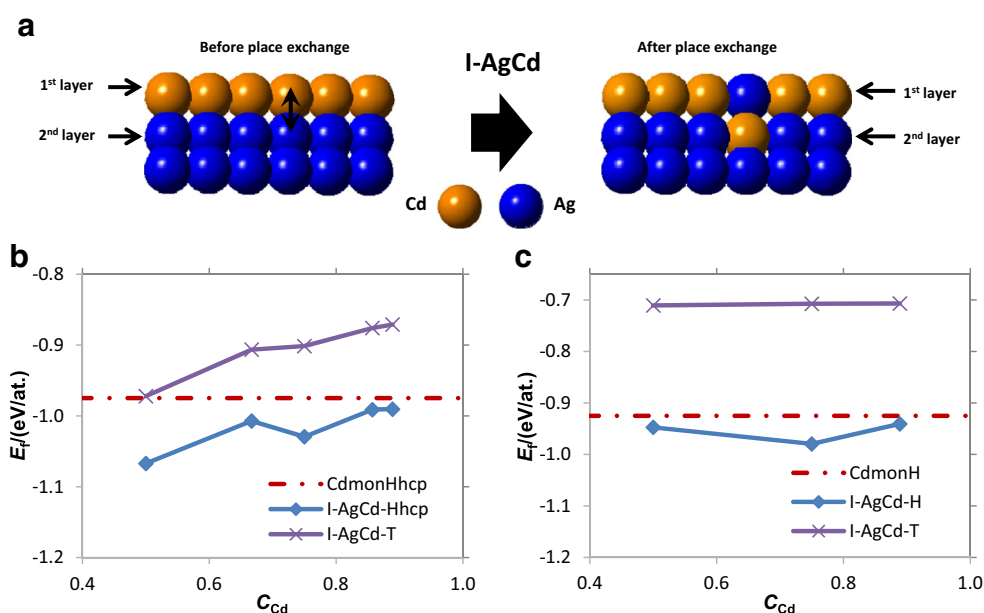 a
Before place exchange
I-AgCd
After place exchange
1st layer
1st layer
2nd layer
2nd layer
Cd
Ag
b
-0.8
-0.9
-1.0
-1.1
-1.2
Ef/(eV/at.)
CdmonHhcp
I-AgCd-Hhcp
I-AgCd-T
0.4 0.6 0.8 1.0
CCd
c
-0.7
-0.8
-0.9
-1.0
-1.1
-1.2
Ef/(eV/at.)
CdmonH
I-AgCd-H
I-AgCd-T
0.4 0.6 0.8 1.0
CCd